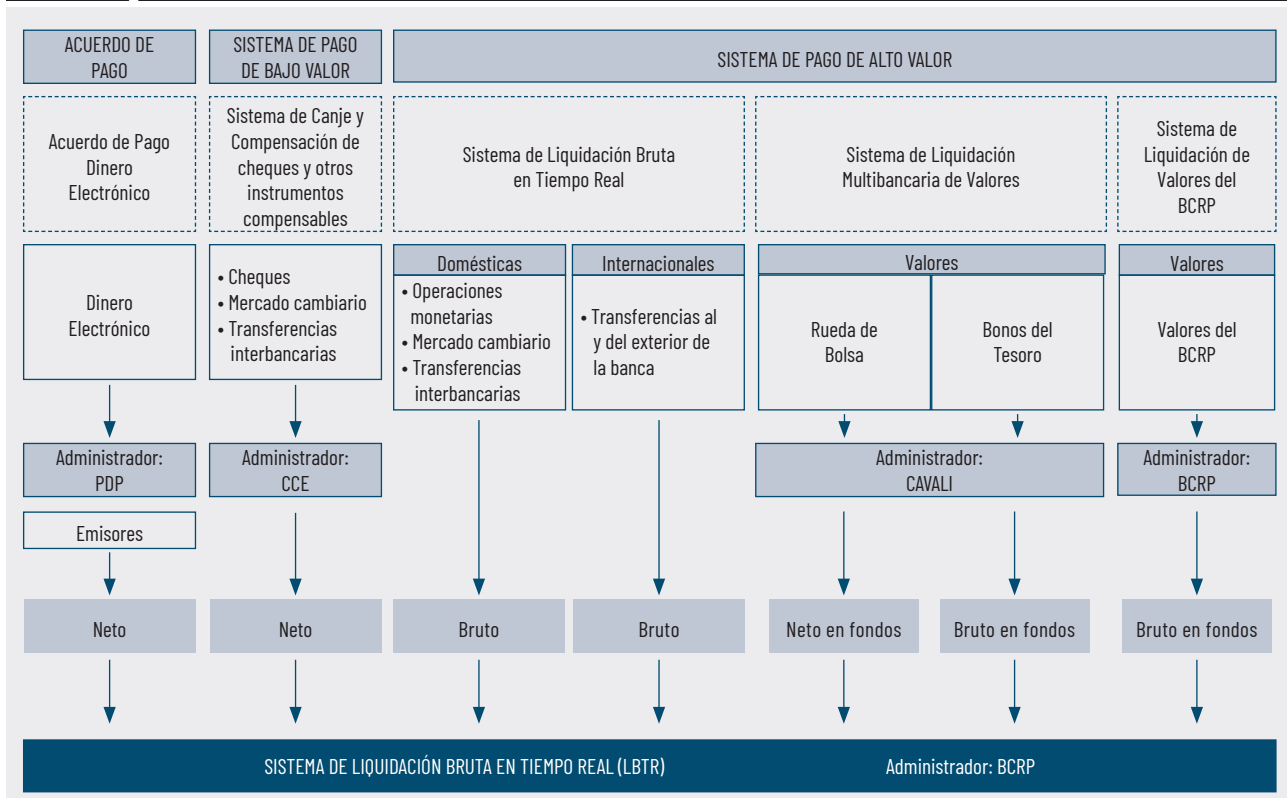 ACUERDO DE
PAGO
SISTEMA DE PAGO
DE BAJO VALOR
SISTEMA DE PAGO DE ALTO VALOR
Acuerdo de Pago
Dinero
Electrónico
Sistema de Canje y
Compensación de
cheques y otros
instrumentos
compensables
Sistema de Liquidación Bruta
en Tiempo Real
Sistema de Liquidación
Multibancaria de Valores
Sistema de
Liquidación de
Valores del
BCRP
Dinero
Electrónico
• Cheques
• Mercado cambiario
• Transferencias
interbancarias
Domésticas
• Operaciones
monetarias
• Mercado cambiario
• Transferencias
interbancarias
Internacionales
• Transferencias al
y del exterior de
la banca
Valores
Rueda de
Bolsa
Bonos del
Tesoro
Valores
Valores del
BCRP
Administrador:
PDP
Administrador:
CCE
Administrador:
CAVALI
Administrador:
BCRP
Emisores
Neto
Neto
Bruto
Bruto
Neto en fondos
Bruto en fondos
Bruto en fondos
SISTEMA DE LIQUIDACIÓN BRUTA EN TIEMPO REAL (LBTR) Administrador: BCRP